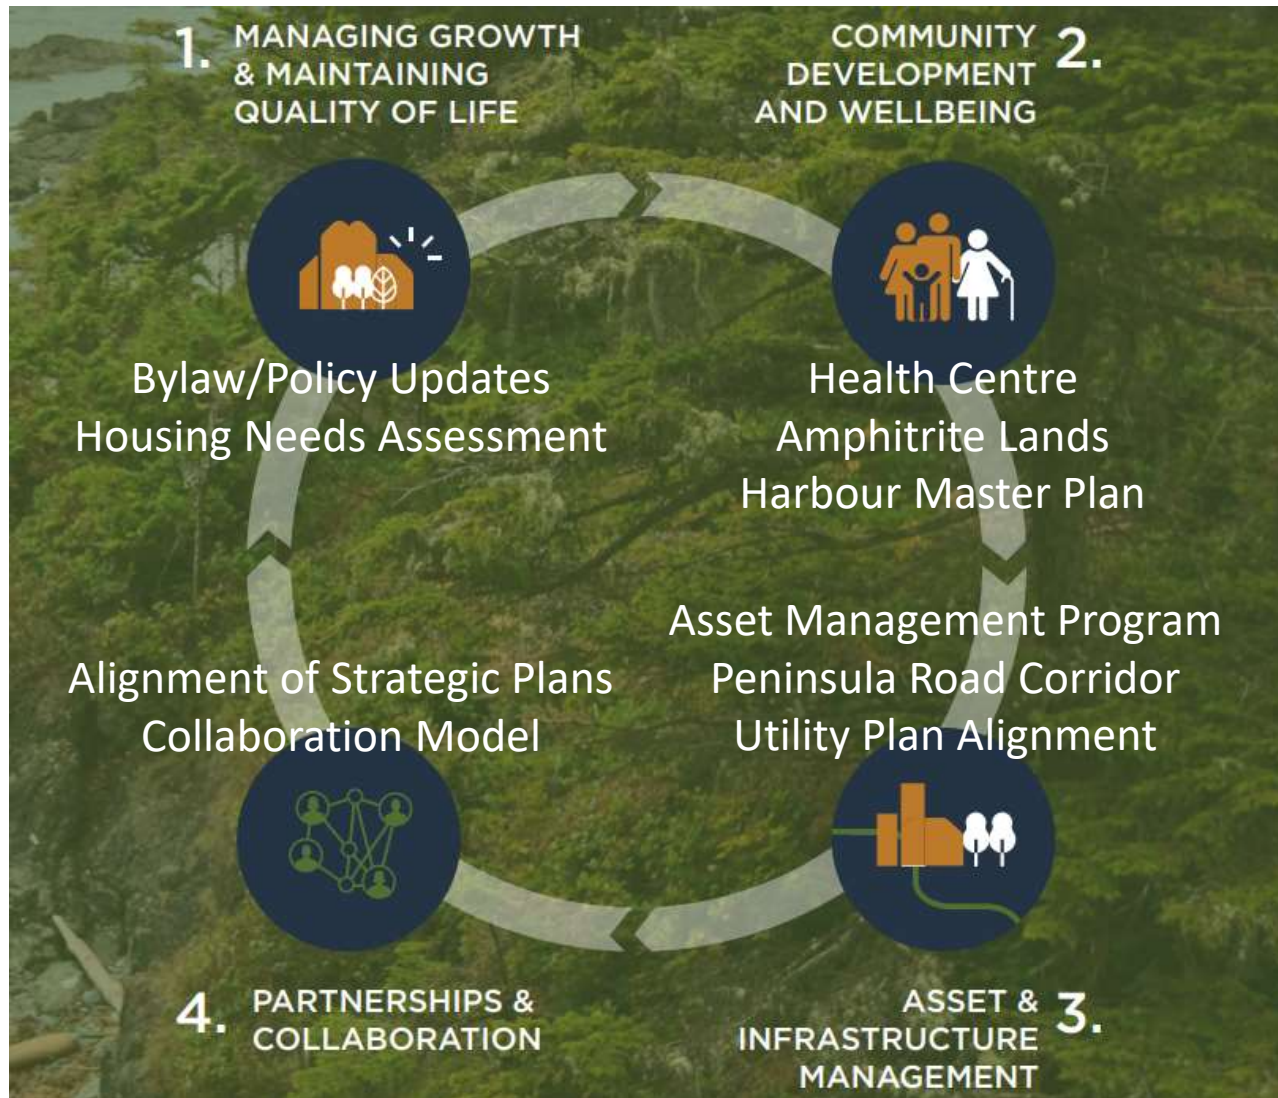 1. MANAGING GROWTH
& MAINTAINING
QUALITY OF LIFE
COMMUNITY 2.
DEVELOPMENT
AND WELLBEING
Bylaw/Policy Updates
Housing Needs Assessment
Health Centre
Amphitrite Lands
Harbour Master Plan
Asset Management Program
Peninsula Road Corridor
Utility Plan Alignment
Alignment of Strategic Plans
Collaboration Model
4. PARTNERSHIPS &
COLLABORATION
ASSET & 3.
INFRASTRUCTURE
MANAGEMENT